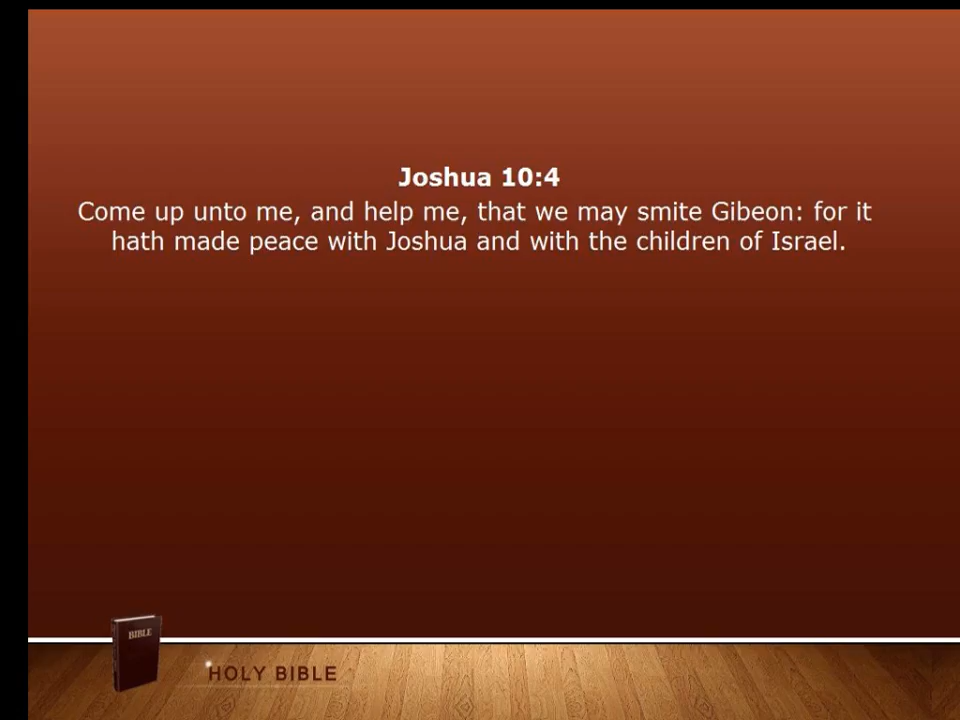 Joshua 10:4
Come up unto me, and help me, that we may smite Gibeon: for it
hath made peace with Joshua and with the children of Israel.
BIBLE
HOLY BIBLE